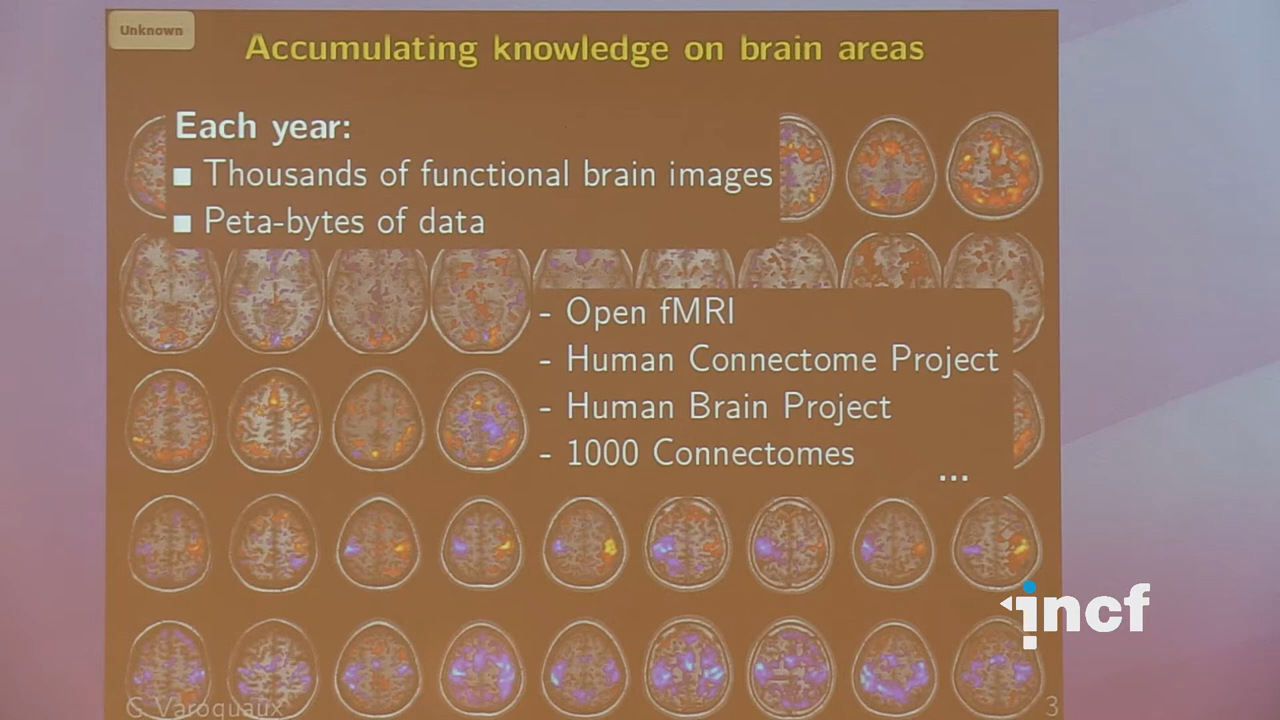 Unknown
Accumulating knowledge on brain areas
Each year:
■ Thousands of functional brain images
■ Peta-bytes of data
- Open fMRI
- Human Connectome Project
- Human Brain Project
- 1000 Connectomes
...
incf
G Varoquaux
3